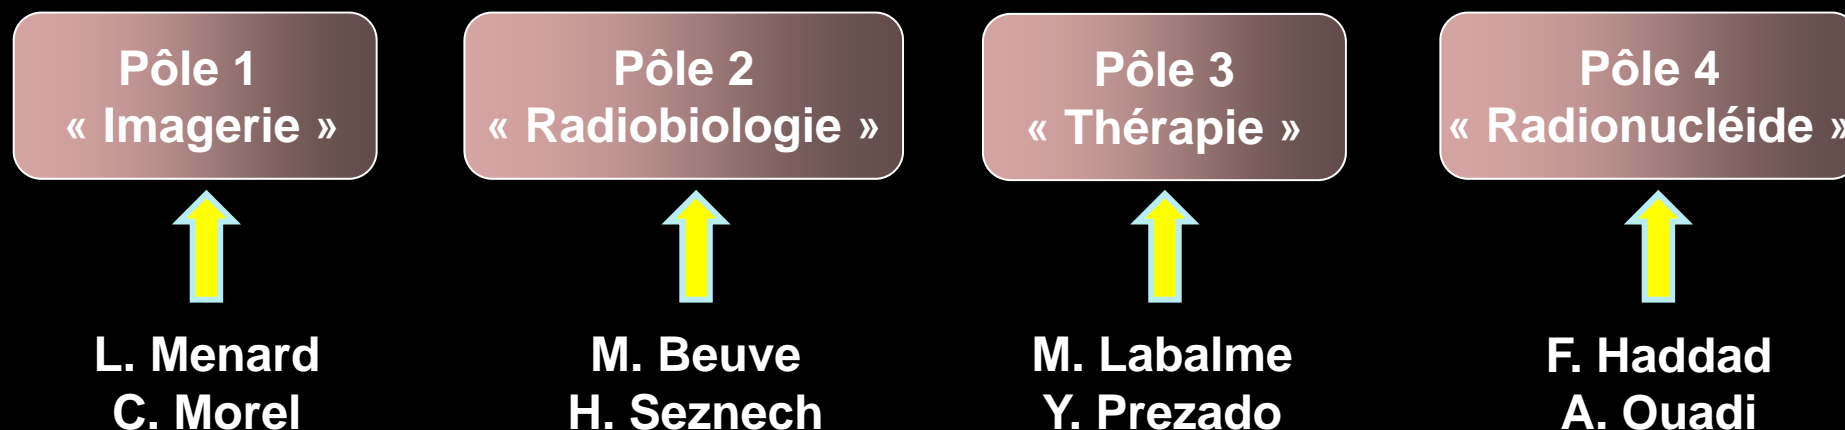 Pôle 1
« Imagerie »
Pôle 2
« Radiobiologie »
Pôle 3
« Thérapie »
Pôle 4
« Radionucléide »
L. Menard
C. Morel
M. Beuve
H. Seznech
M. Labalme
Y. Prezado
F. Haddad
A. Ouadi